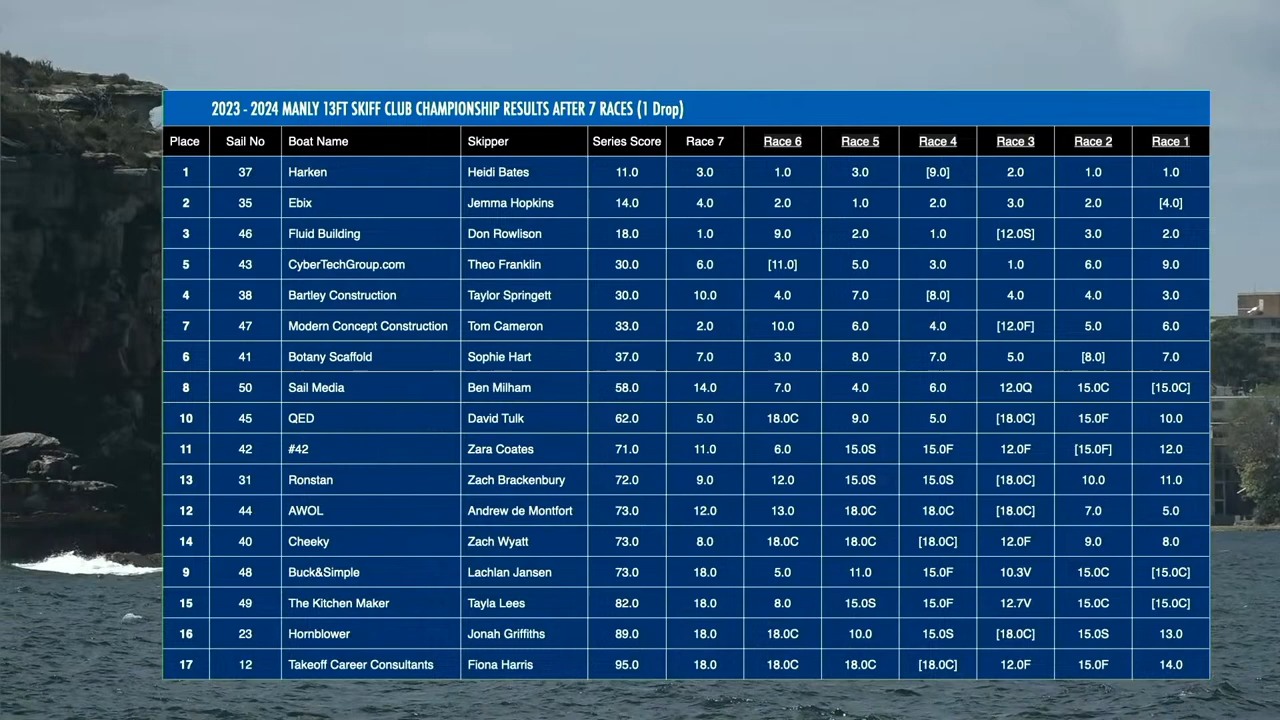 2023 - 2024 MANLY 13FT SKIFF CLUB CHAMPIONSHIP RESULTS AFTER 7 RACES (1 Drop)
Place Sail No Boat Name Skipper Series Score Race 7 Race 6 Race 5 Race 4 Race 3 Race 2 Race 1
1 37 Harken Heidi Bates 11.0 3.0 1.0 3.0 [9.0] 2.0 1.0 1.0
2 35 Ebix Jemma Hopkins 14.0 4.0 2.0 1.0 2.0 3.0 2.0 [4.0]
3 46 Fluid Building Don Rowlison 18.0 1.0 9.0 2.0 1.0 [12.0S] 3.0 2.0
5 43 CyberTechGroup.com Theo Franklin 30.0 6.0 [11.0] 5.0 3.0 1.0 6.0 9.0
4 38 Bartley Construction Taylor Springett 30.0 10.0 4.0 7.0 [8.0] 4.0 4.0 3.0
7 47 Modern Concept Construction Tom Cameron 33.0 2.0 10.0 6.0 4.0 [12.0F] 5.0 6.0
6 41 Botany Scaffold Sophie Hart 37.0 7.0 3.0 8.0 7.0 5.0 [8.0] 7.0
8 50 Sail Media Ben Milham 58.0 14.0 7.0 4.0 6.0 12.0Q 15.0C [15.0C]
10 45 QED David Tulk 62.0 5.0 18.0C 9.0 5.0 [18.0C] 15.0F 10.0
11 42 #42 Zara Coates 71.0 11.0 6.0 15.0S 15.0F 12.0F [15.0F] 12.0
13 31 Ronstan Zach Brackenbury 72.0 9.0 12.0 15.0S 15.0S [18.0C] 10.0 11.0
12 44 AWOL Andrew de Montfort 73.0 12.0 13.0 18.0C 18.0C [18.0C] 7.0 5.0
14 40 Cheeky Zach Wyatt 73.0 8.0 18.0C 18.0C [18.0C] 12.0F 9.0 8.0
9 48 Buck&Simple Lachlan Jansen 73.0 18.0 5.0 11.0 15.0F 10.3V 15.0C [15.0C]
15 49 The Kitchen Maker Tayla Lees 82.0 18.0 8.0 15.0S 15.0F 12.7V 15.0C [15.0C]
16 23 Hornblower Jonah Griffiths 89.0 18.0 18.0C 10.0 15.0S [18.0C] 15.0S 13.0
17 12 Takeoff Career Consultants Fiona Harris 95.0 18.0 18.0C 18.0C [18.0C] 12.0F 15.0F 14.0